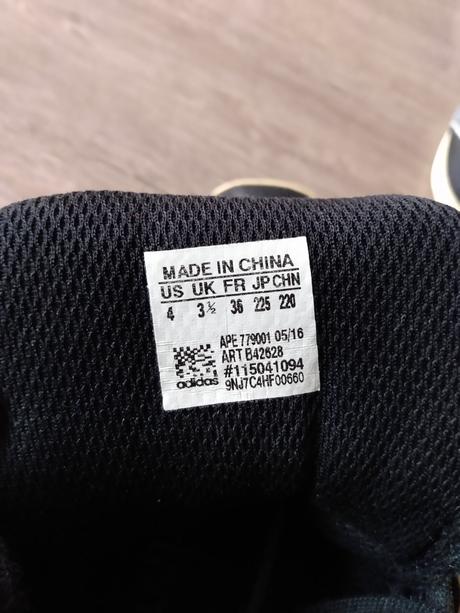 MADE IN CHINA
US UK FR JP CHN
4 3½ 36 225 220
APE 779001 05/16
ART B42628
#115041094
9NJ7C4HF00660
adidas